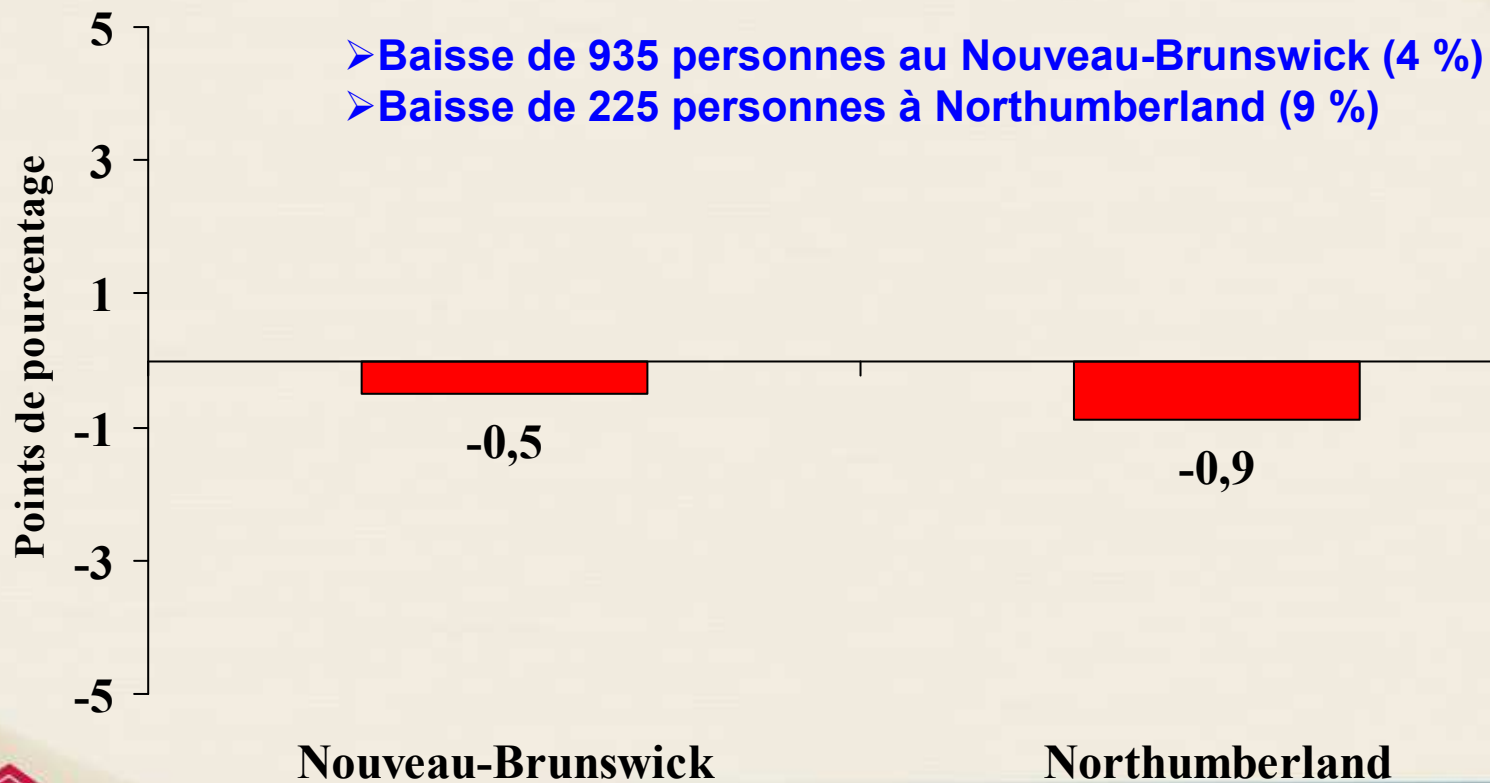 ➢Baisse de 935 personnes au Nouveau-Brunswick (4 %)
➢Baisse de 225 personnes à Northumberland (9 %)
Points de pourcentage
5
3
1
-1
-3
-5
-0,5
-0,9
Nouveau-Brunswick
Northumberland